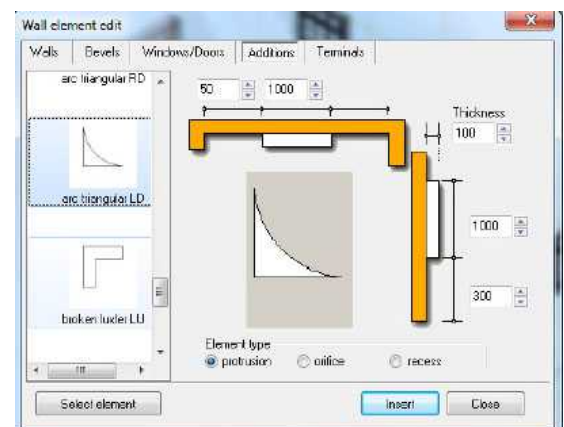 Wall element edit
Walls Bevels Windows/Doors Additions Terminals
arc triangular RD
50 1000
Thickness
100
arc triangular LD
1000
300
broken luxfer LU
Element type
protrusion orifice recess
Select element Insert Close